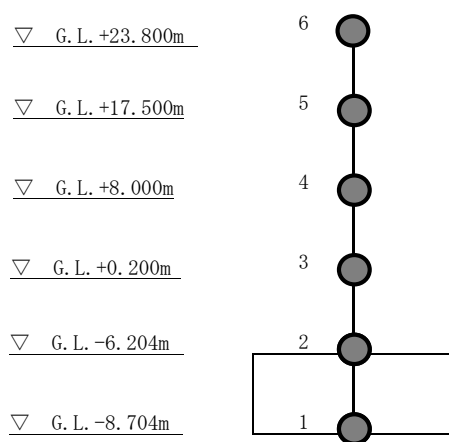 ▽ G.L.+23.800m 6
▽ G.L.+17.500m 5
▽ G.L.+8.000m 4
▽ G.L.+0.200m 3
▽ G.L.-6.204m 2
▽ G.L.-8.704m 1